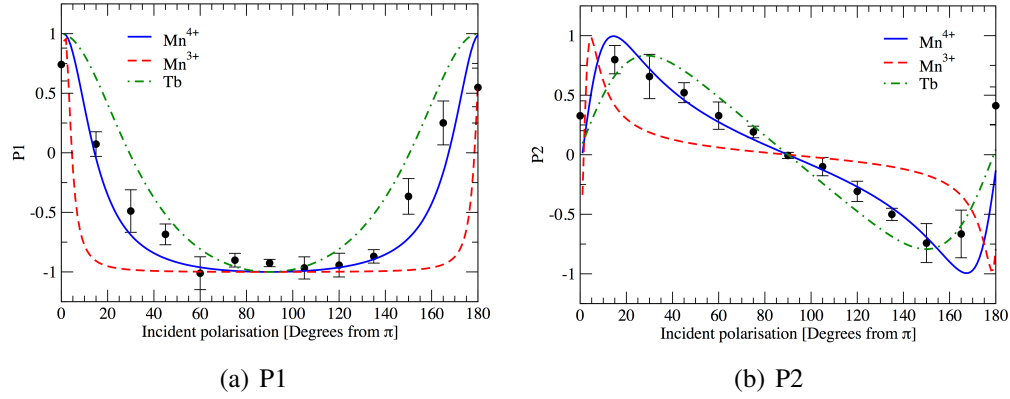 1
0.5
0
-0.5
-1
P1
Mn4+
Mn3+
Tb
0 20 40 60 80 100 120 140 160 180
Incident polarisation [Degrees from π]
(a) P1
1
0.5
0
-0.5
-1
P2
Mn4+
Mn3+
Tb
0 20 40 60 80 100 120 140 160 180
Incident polarisation [Degrees from π]
(b) P2